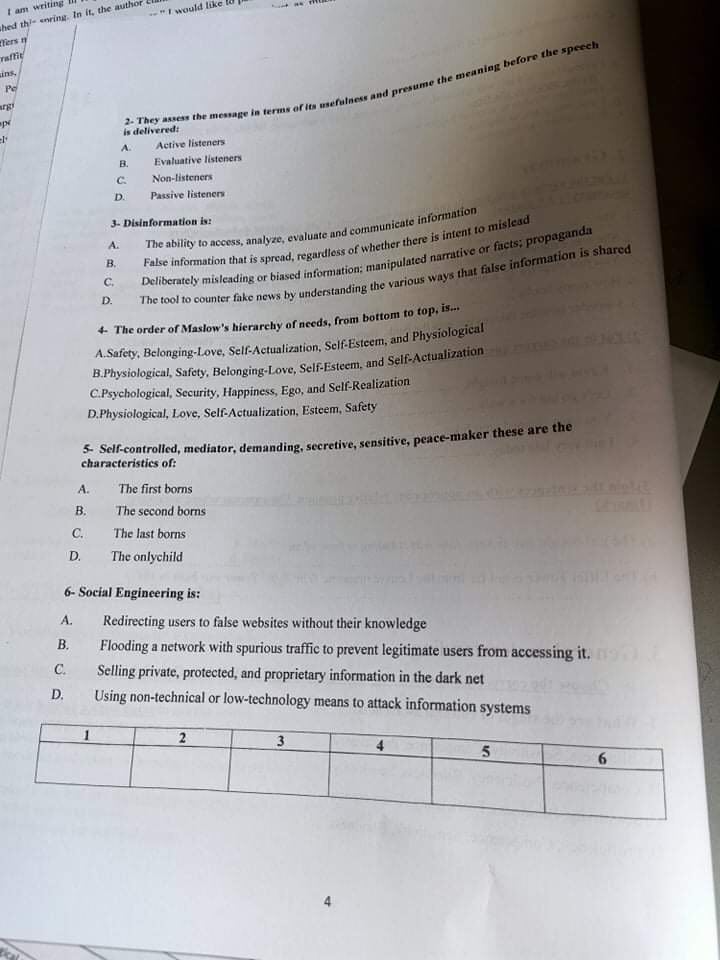 I am writing
spring. In it, the author
" I would like to
2- They assess the message in terms of its usefulness and presume the meaning before the speech
is delivered:
A. Active listeners
B. Evaluative listeners
C. Non-listeners
D. Passive listeners
3- Disinformation is:
A. The ability to access, analyze, evaluate and communicate information
B. False information that is spread, regardless of whether there is intent to mislead
C. Deliberately misleading or biased information; manipulated narrative or facts; propaganda
D. The tool to counter fake news by understanding the various ways that false information is shared
4- The order of Maslow's hierarchy of needs, from bottom to top, is...
A.Safety, Belonging-Love, Self-Actualization, Self-Esteem, and Physiological
B.Physiological, Safety, Belonging-Love, Self-Esteem, and Self-Actualization
C.Psychological, Security, Happiness, Ego, and Self-Realization
D.Physiological, Love, Self-Actualization, Esteem, Safety
5- Self-controlled, mediator, demanding, secretive, sensitive, peace-maker these are the
characteristics of:
A. The first borns
B. The second borns
C. The last borns
D. The onlychild
6- Social Engineering is:
A. Redirecting users to false websites without their knowledge
B. Flooding a network with spurious traffic to prevent legitimate users from accessing it.
C. Selling private, protected, and proprietary information in the dark net
D. Using non-technical or low-technology means to attack information systems
1 2 3 4 5 6
4